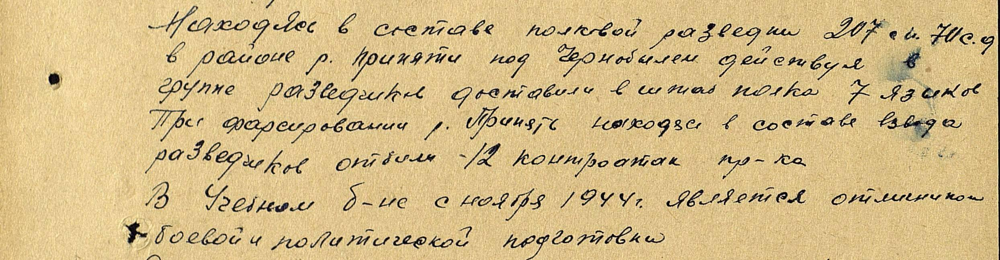 Находясь в составе полковой разведки 207 сп. 70 с.д
в районе р. Припяти под Чернобылем действуя в
группе разведчиков доставили в штаб полка 7 языков
При фарсировании р. Припять находясь в составе взвода
разведчиков отбили 12 контратак пр-ка
В Учебном б-не с ноября 1944 г. является отличником
боевой и политической подготовки